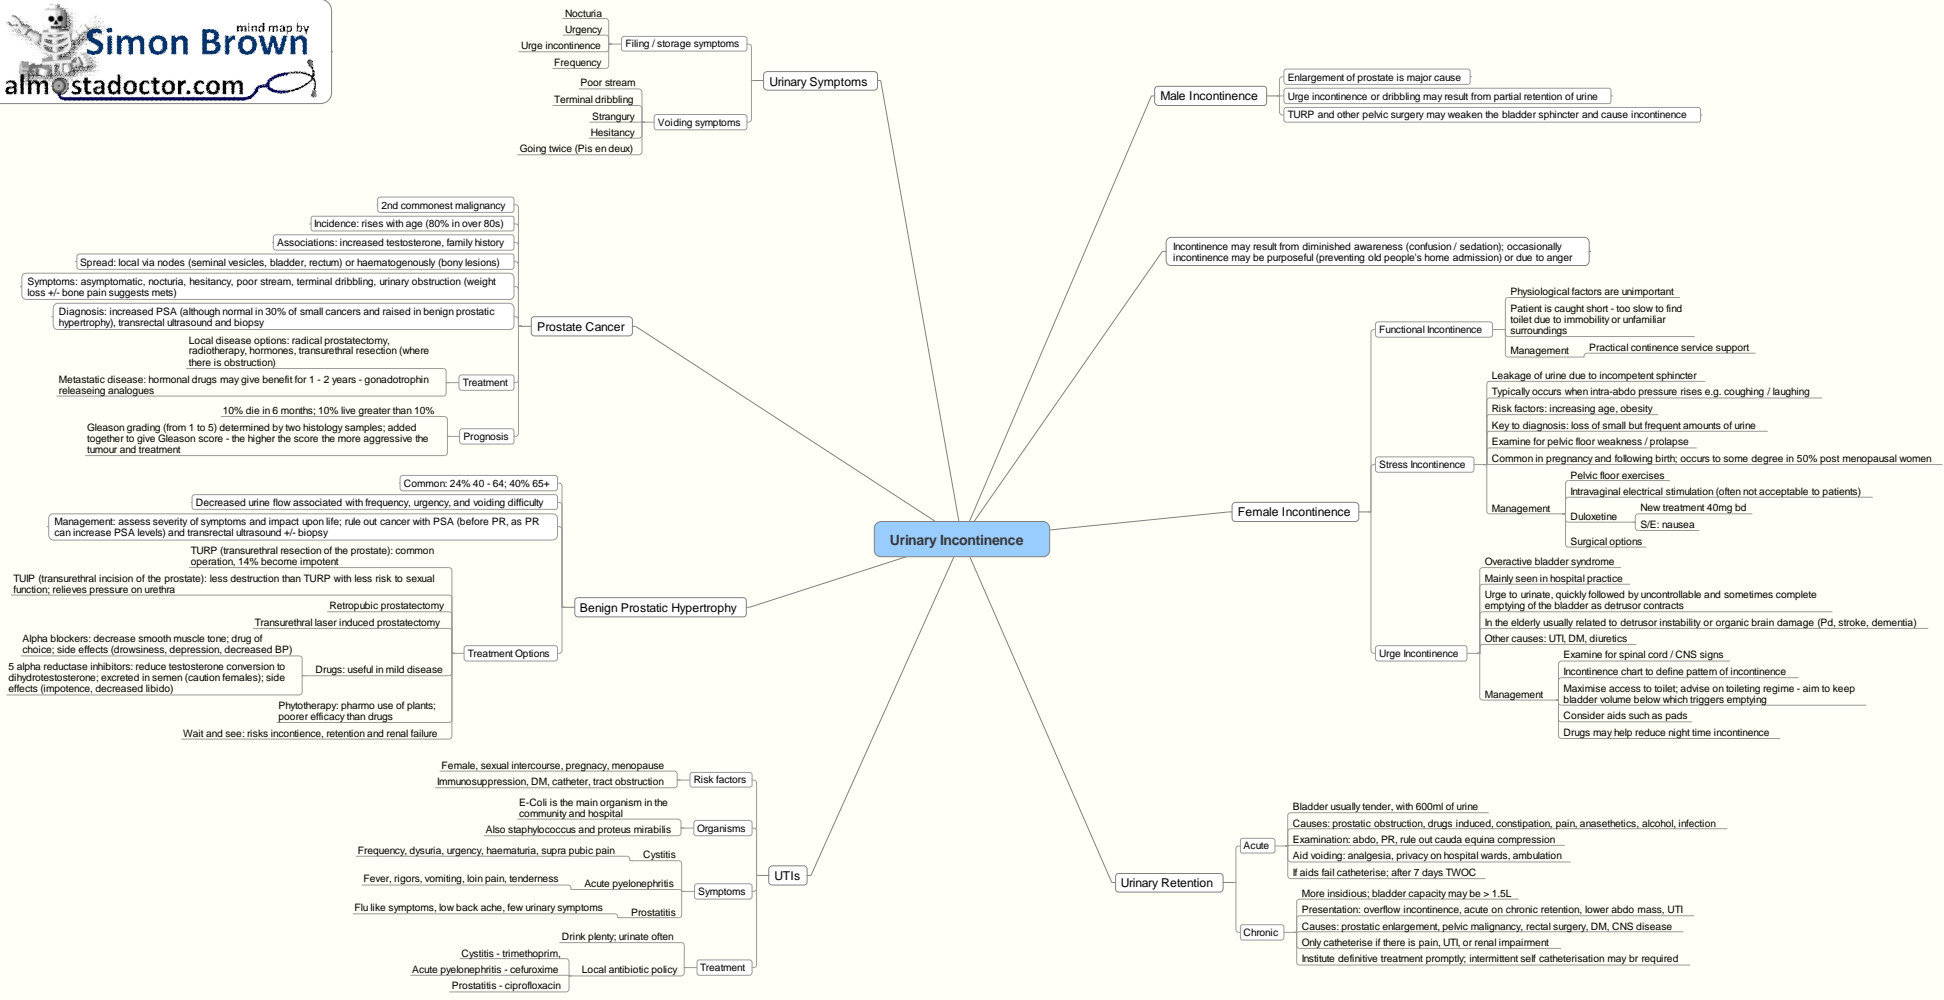 mind map by
Simon Brown
almostadoctor.com
Urinary Incontinence
Urinary Symptoms
Filing / storage symptoms
Nocturia
Urgency
Urge incontinence
Frequency
Voiding symptoms
Poor stream
Terminal dribbling
Strangury
Hesitancy
Going twice (Pis en deux)
Prostate Cancer
2nd commonest malignancy
Incidence: rises with age (80% in over 80s)
Associations: increased testosterone, family history
Spread: local via nodes (seminal vesicles, bladder, rectum) or haematogenously (bony lesions)
Symptoms: asymptomatic, nocturia, hesitancy, poor stream, terminal dribbling, urinary obstruction (weight
loss +/- bone pain suggests mets)
Diagnosis: increased PSA (although normal in 30% of small cancers and raised in benign prostatic
hypertrophy), transrectal ultrasound and biopsy
Treatment
Local disease options: radical prostatectomy,
radiotherapy, hormones, transurethral resection (where
there is obstruction)
Metastatic disease: hormonal drugs may give benefit for 1 - 2 years - gonadotrophin
releaseing analogues
Prognosis
10% die in 6 months; 10% live greater than 10%
Gleason grading (from 1 to 5) determined by two histology samples; added
together to give Gleason score - the higher the score the more aggressive the
tumour and treatment
Benign Prostatic Hypertrophy
Common: 24% 40 - 64; 40% 65+
Decreased urine flow associated with frequency, urgency, and voiding difficulty
Management: assess severity of symptoms and impact upon life; rule out cancer with PSA (before PR, as PR
can increase PSA levels) and transrectal ultrasound +/- biopsy
Treatment Options
TURP (transurethral resection of the prostate): common
operation, 14% become impotent
TUIP (transurethral incision of the prostate): less destruction than TURP with less risk to sexual
function; relieves pressure on urethra
Retropubic prostatectomy
Transurethral laser induced prostatectomy
Drugs: useful in mild disease
Alpha blockers: decrease smooth muscle tone; drug of
choice; side effects (drowsiness, depression, decreased BP)
5 alpha reductase inhibitors: reduce testosterone conversion to
dihydrotestosterone; excreted in semen (caution females); side
effects (impotence, decreased libido)
Phytotherapy: pharmo use of plants;
poorer efficacy than drugs
Wait and see: risks incontience, retention and renal failure
UTIs
Risk factors
Female, sexual intercourse, pregnancy, menopause
Immunosuppression, DM, catheter, tract obstruction
Organisms
E-Coli is the main organism in the
community and hospital
Also staphylococcus and proteus mirabilis
Symptoms
Cystitis
Frequency, dysuria, urgency, haematuria, supra pubic pain
Acute pyelonephritis
Fever, rigors, vomiting, loin pain, tenderness
Prostatitis
Flu like symptoms, low back ache, few urinary symptoms
Treatment
Drink plenty; urinate often
Local antibiotic policy
Cystitis - trimethoprim,
Acute pyelonephritis - cefuroxime
Prostatitis - ciprofloxacin
Male Incontinence
Enlargement of prostate is major cause
Urge incontinence or dribbling may result from partial retention of urine
TURP and other pelvic surgery may weaken the bladder sphincter and cause incontinence
Incontinence may result from diminished awareness (confusion / sedation); occasionally
incontinence may be purposeful (preventing old people's home admission) or due to anger
Female Incontinence
Functional Incontinence
Physiological factors are unimportant
Patient is caught short - too slow to find
toilet due to immobility or unfamiliar
surroundings
Management
Practical continence service support
Stress Incontinence
Leakage of urine due to incompetent sphincter
Typically occurs when intra-abdo pressure rises e.g. coughing / laughing
Risk factors: increasing age, obesity
Key to diagnosis: loss of small but frequent amounts of urine
Examine for pelvic floor weakness / prolapse
Common in pregnancy and following birth; occurs to some degree in 50% post menopausal women
Management
Pelvic floor exercises
Intravaginal electrical stimulation (often not acceptable to patients)
Duloxetine
New treatment 40mg bd
S/E: nausea
Surgical options
Urge Incontinence
Overactive bladder syndrome
Mainly seen in hospital practice
Urge to urinate, quickly followed by uncontrollable and sometimes complete
emptying of the bladder as detrusor contracts
In the elderly usually related to detrusor instability or organic brain damage (Pd, stroke, dementia)
Other causes: UTI, DM, diuretics
Management
Examine for spinal cord / CNS signs
Incontinence chart to define pattern of incontinence
Maximise access to toilet; advise on toileting regime - aim to keep
bladder volume below which triggers emptying
Consider aids such as pads
Drugs may help reduce night time incontinence
Urinary Retention
Acute
Bladder usually tender, with 600ml of urine
Causes: prostatic obstruction, drugs induced, constipation, pain, anasethetics, alcohol, infection
Examination: abdo, PR, rule out cauda equina compression
Aid voiding: analgesia, privacy on hospital wards, ambulation
If aids fail catheterise; after 7 days TWOC
Chronic
More insidious; bladder capacity may be > 1.5L
Presentation: overflow incontinence, acute on chronic retention, lower abdo mass, UTI
Causes: prostatic enlargement, pelvic malignancy, rectal surgery, DM, CNS disease
Only catheterise if there is pain, UTI, or renal impairment
Institute definitive treatment promptly; intermittent self catheterisation may br required